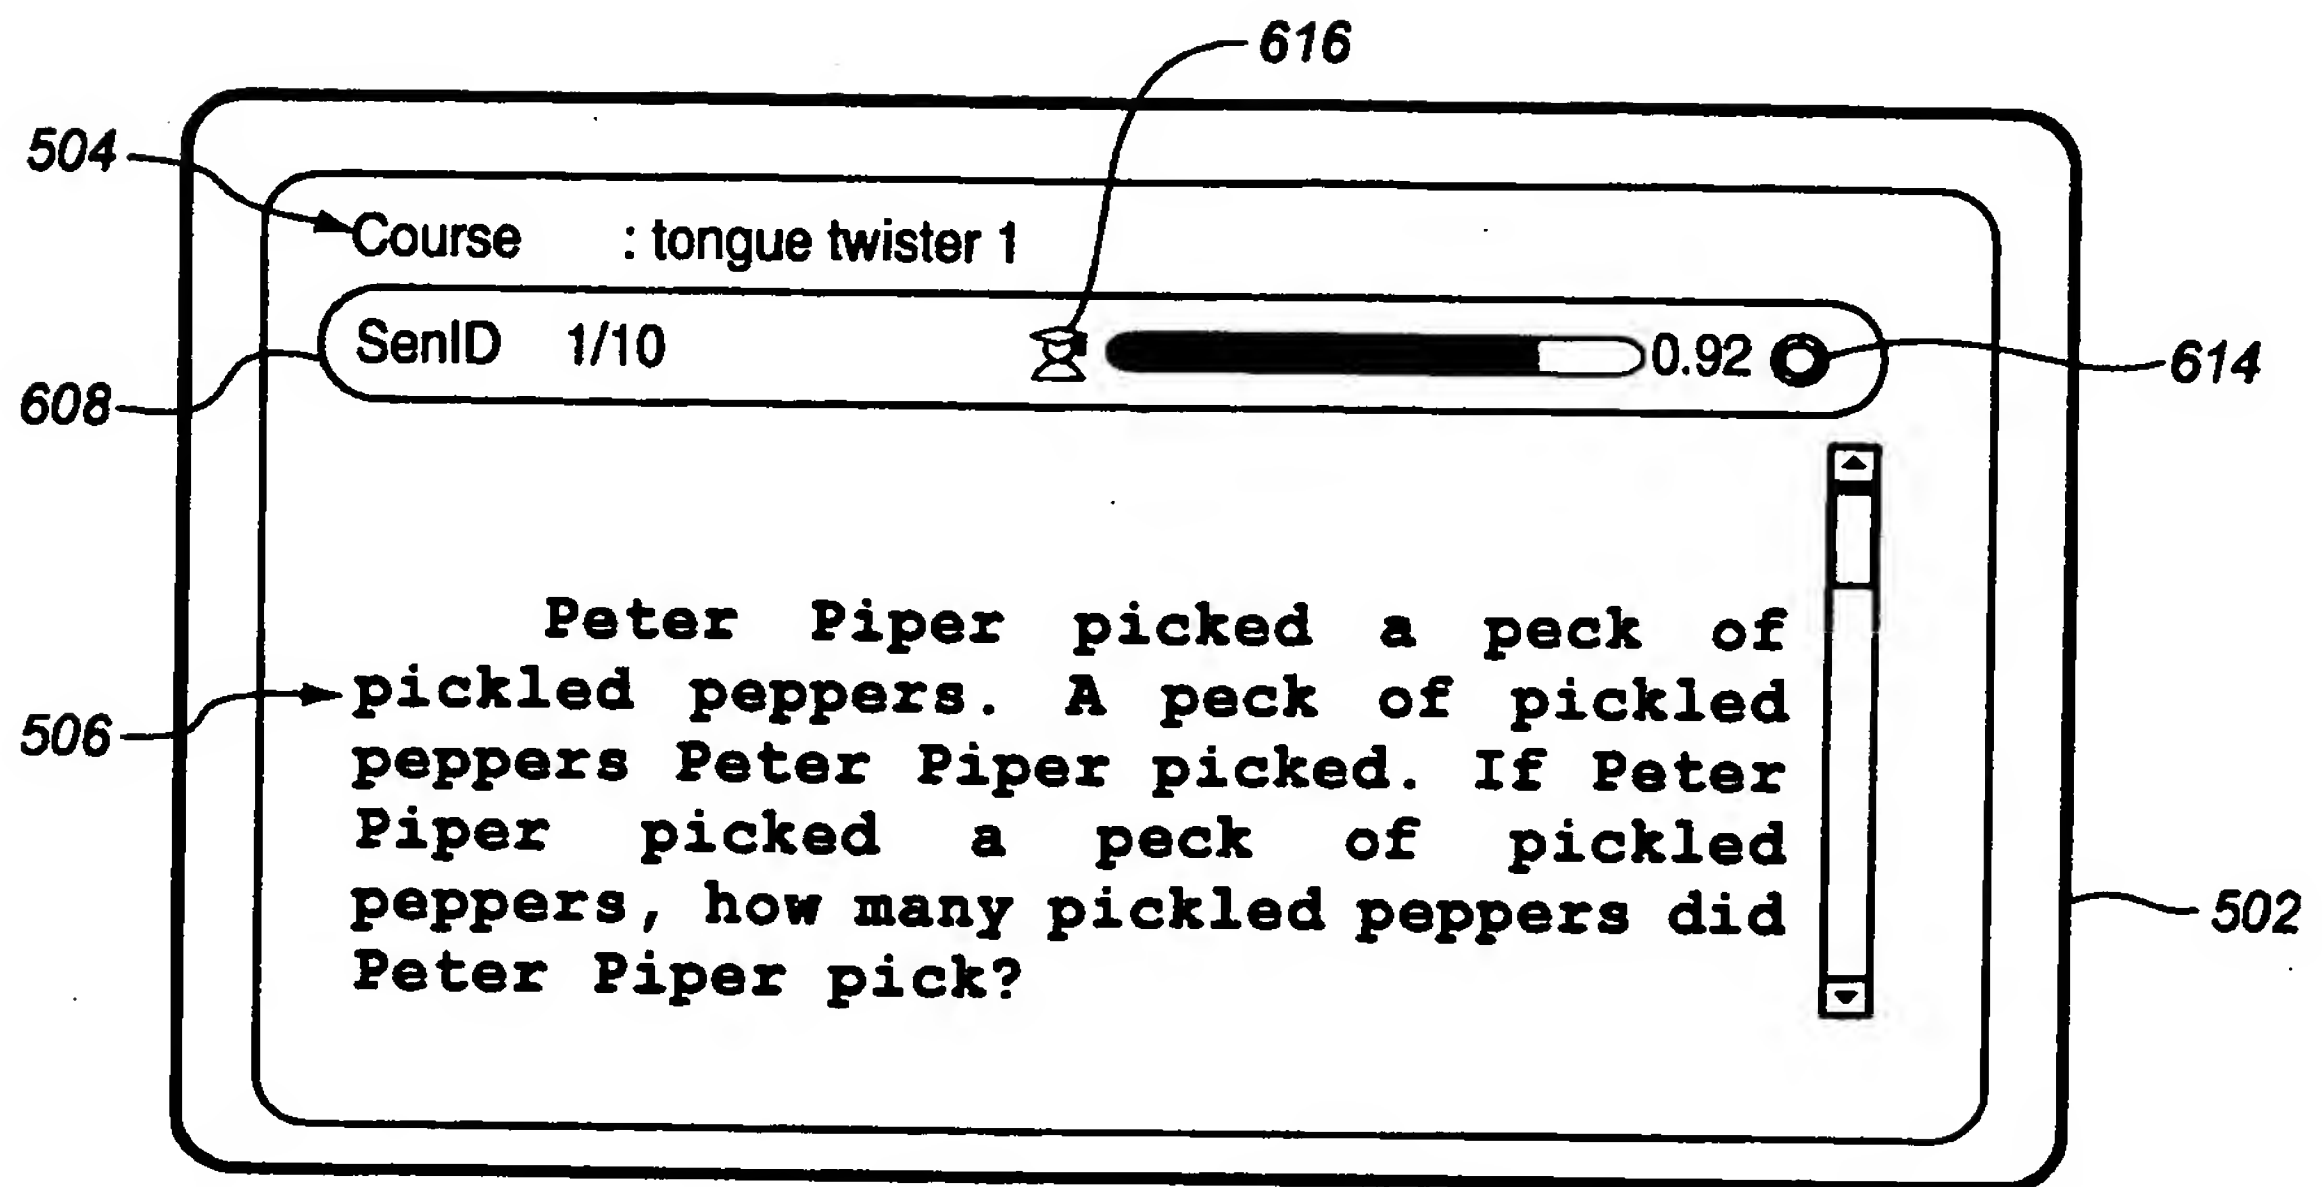 616
504
Course : tongue twister 1
SenID 1/10 0.92
614
608
Peter Piper picked a peck of
pickled peppers. A peck of pickled
506
peppers Peter Piper picked. If Peter
Piper picked a peck of pickled
peppers, how many pickled peppers did
502
Peter Piper pick?